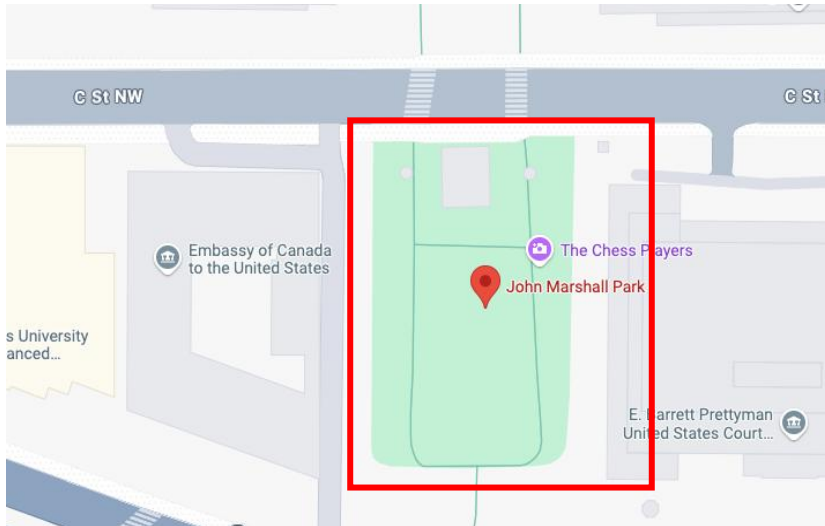 C St NW
C St
Embassy of Canada
to the United States
The Chess Players
John Marshall Park
s University
anced…
E. Barrett Prettyman
United States Court...